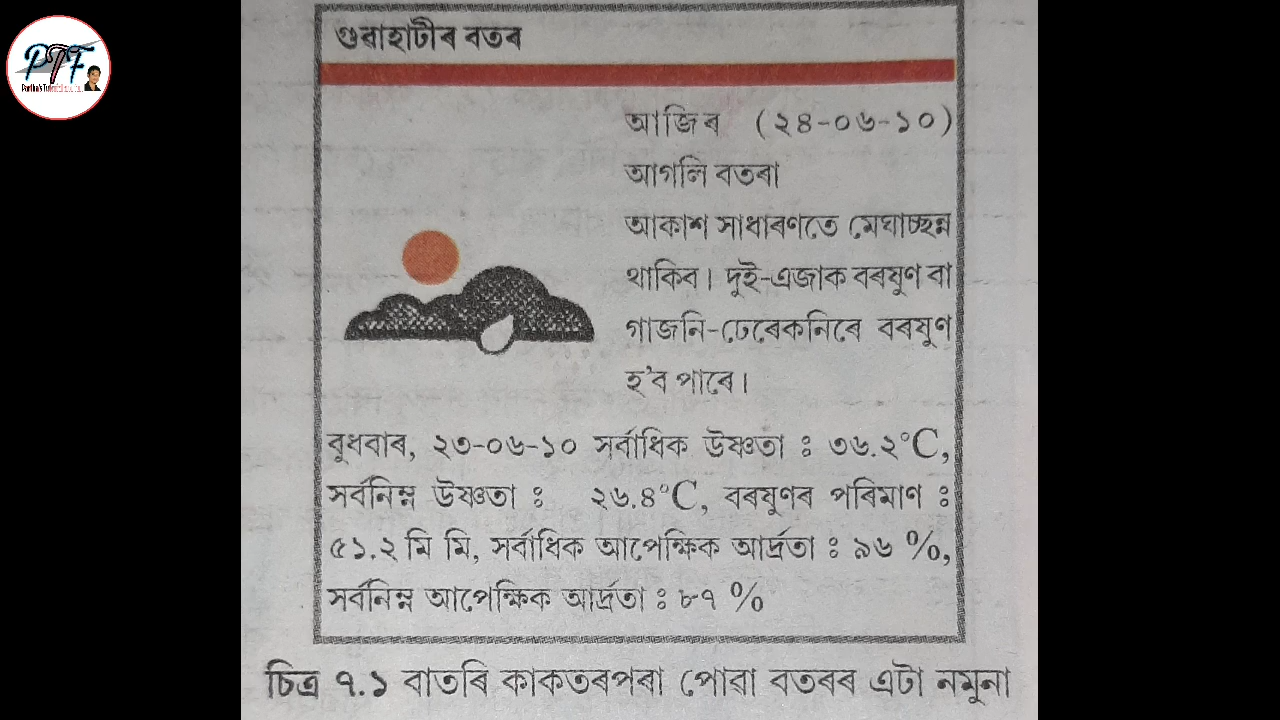 PTF
গুৱাহাটীৰ বতৰ
আজিৰ (২৪-০৬-১০)
আগলি বতৰা
আকাশ সাধাৰণতে মেঘাচ্ছন্ন
থাকিব। দুই-এজাক বৰষুণ বা
গাজনি-ঢেৰেকনিৰে বৰষুণ
হ'ব পাৰে।
বুধবাৰ, ২৩-০৬-১০ সৰ্বাধিক উষ্ণতা : ৩৬.২°C,
সৰ্বনিম্ন উষ্ণতা : ২৬.৪°C, বৰষুণৰ পৰিমাণ :
৫১.২ মি মি, সৰ্বাধিক আপেক্ষিক আৰ্দ্ৰতা : ৯৬ %,
সৰ্বনিম্ন আপেক্ষিক আৰ্দ্ৰতা : ৮৭ %
চিত্ৰ ৭.১ বাতৰি কাকতৰপৰা পোৱা বতৰৰ এটা নমুনা